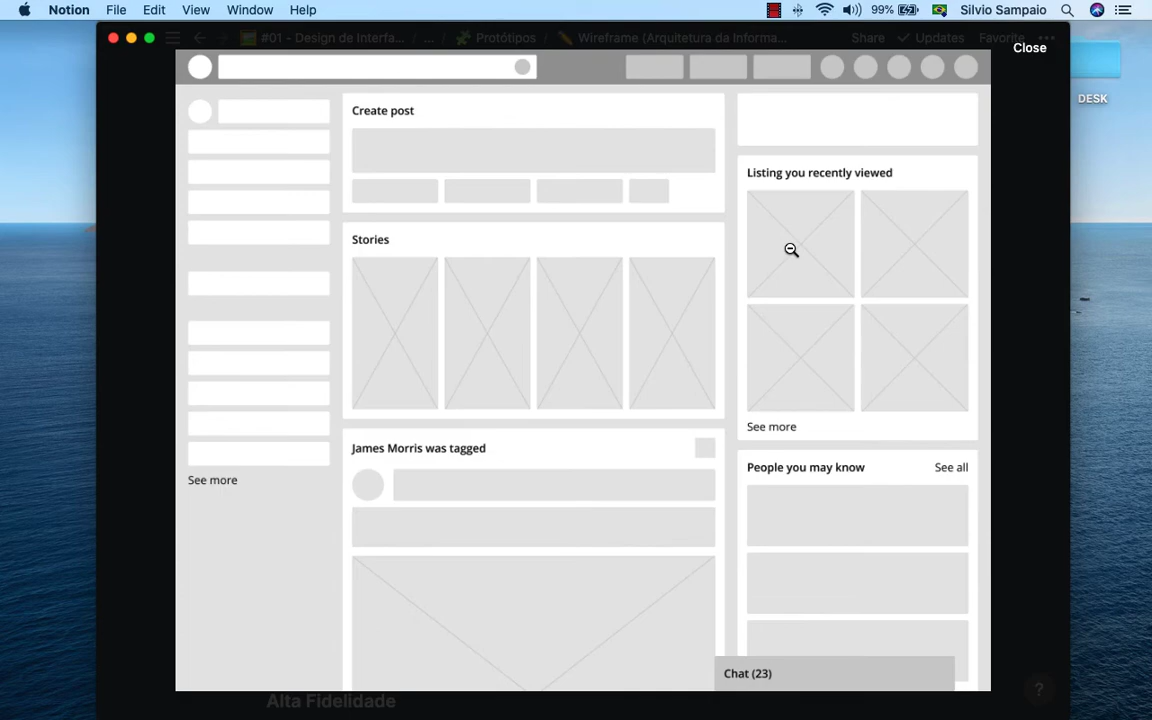 Notion File Edit View Window Help 99% Silvio Sampaio
#01 - Design de Interfa... / ... / Protótipos / Wireframe (Arquitetura da Informa... Share Updates Favorite
Close
DESK
Create post
Listing you recently viewed
Stories
See more
James Morris was tagged
People you may know See all
See more
Chat (23)
Alta Fidelidade
?